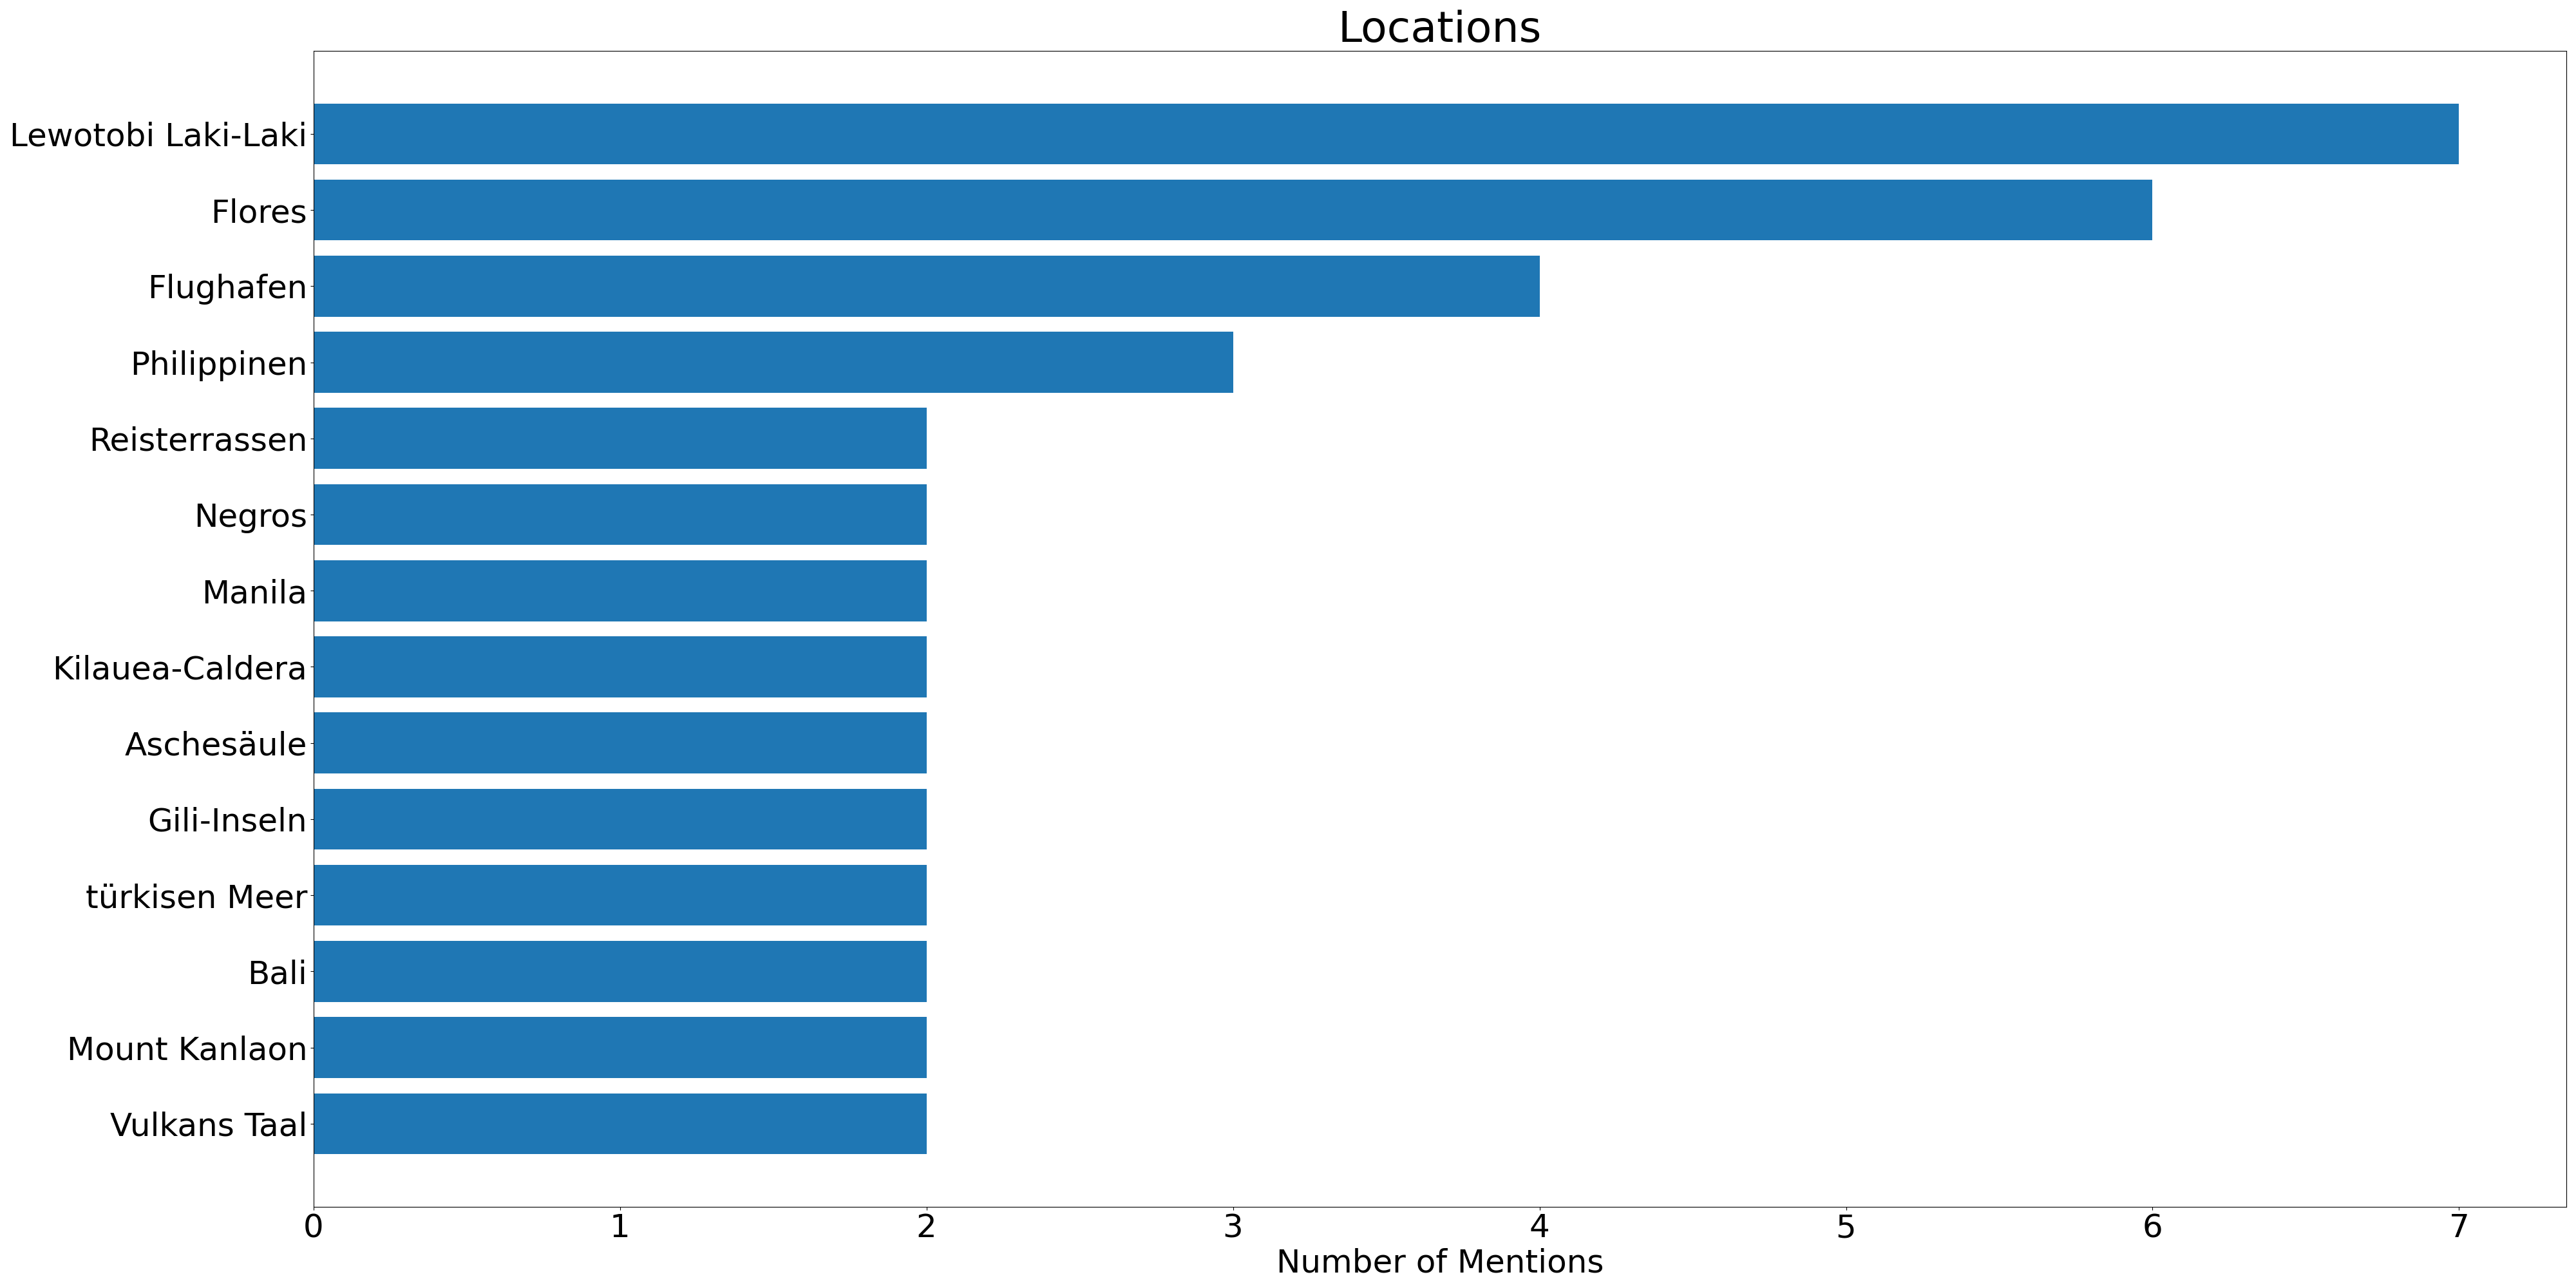 Locations
Lewotobi Laki-Laki
Flores
Flughafen
Philippinen
Reisterrassen
Negros
Manila
Kilauea-Caldera
Aschesäule
Gili-Inseln
türkisen Meer
Bali
Mount Kanlaon
Vulkans Taal
0 1 2 3 4 5 6 7
Number of Mentions